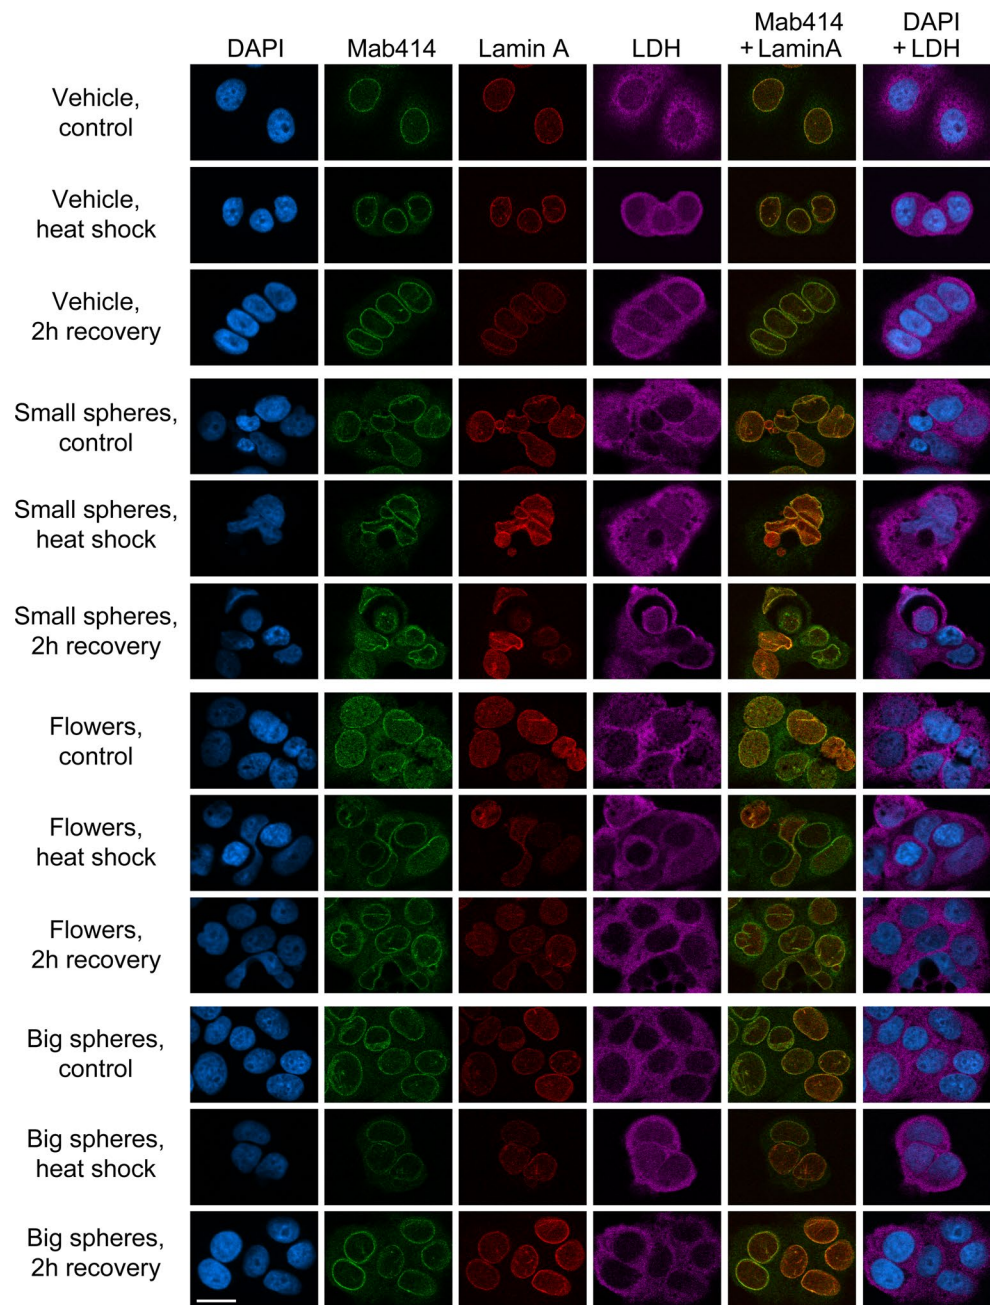 DAPI Mab414 Lamin A LDH Mab414 + LaminA DAPI + LDH
Vehicle,
control
Vehicle,
heat shock
Vehicle,
2h recovery
Small spheres,
control
Small spheres,
heat shock
Small spheres,
2h recovery
Flowers,
control
Flowers,
heat shock
Flowers,
2h recovery
Big spheres,
control
Big spheres,
heat shock
Big spheres,
2h recovery